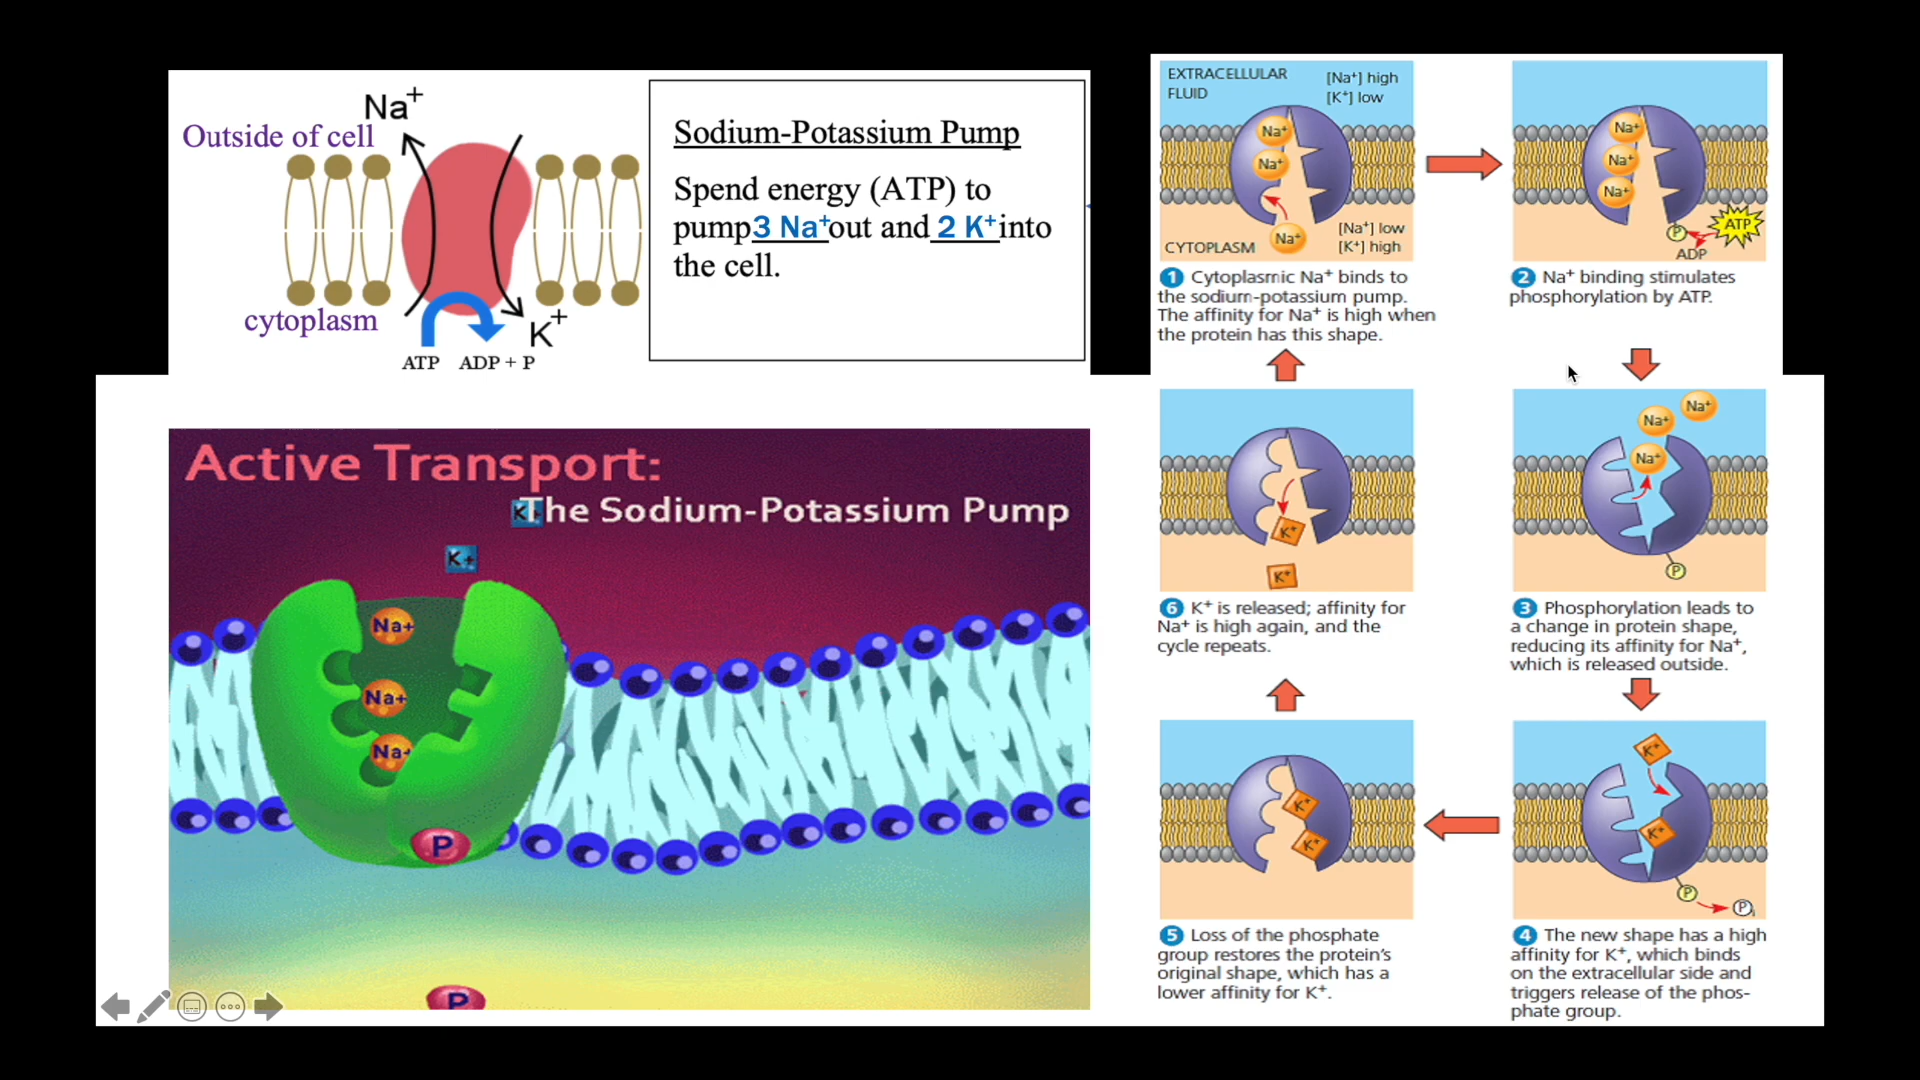 Na+
Outside of cell
cytoplasm
K+
ATP ADP + P
Sodium-Potassium Pump
Spend energy (ATP) to
pump 3 Na+ out and 2 K+ into
the cell.
Active Transport:
The Sodium-Potassium Pump
K+
K+
Na+
Na+
Na+
P
P
EXTRACELLULAR
FLUID
[Na+] high
[K+] low
Na+
Na+
Na+
CYTOPLASM
[Na+] low
[K+] high
1 Cytoplasmic Na+ binds to
the sodium-potassium pump.
The affinity for Na+ is high when
the protein has this shape.
Na+
Na+
Na+
P
ATP
ADP
2 Na+ binding stimulates
phosphorylation by ATP.
Na+
Na+
Na+
P
3 Phosphorylation leads to
a change in protein shape,
reducing its affinity for Na+,
which is released outside.
K+
K+
P
Pi
4 The new shape has a high
affinity for K+, which binds
on the extracellular side and
triggers release of the phos-
phate group.
K+
K+
5 Loss of the phosphate
group restores the protein's
original shape, which has a
lower affinity for K+.
K+
K+
6 K+ is released; affinity for
Na+ is high again, and the
cycle repeats.